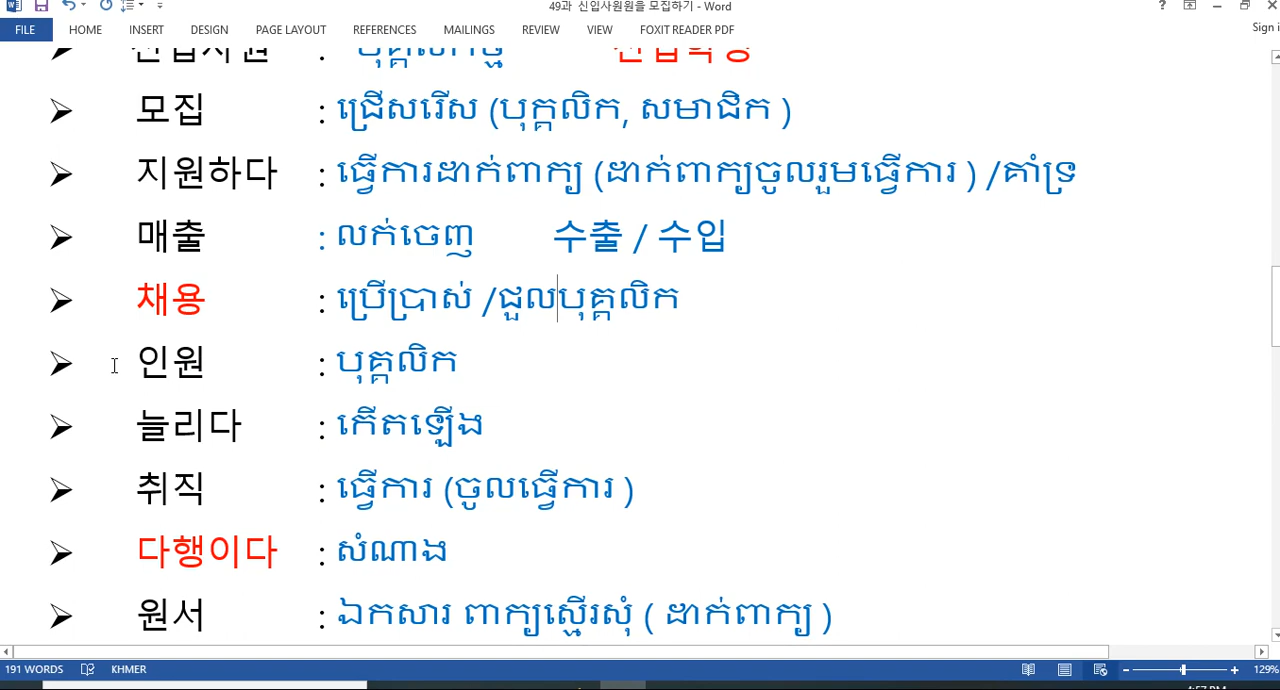 49과 신입사원원을 모집하기 - Word
Sign i
FILE HOME INSERT DESIGN PAGE LAYOUT REFERENCES MAILINGS REVIEW VIEW FOXIT READER PDF
모집 : ជ្រើសរើស (បុក្គលិក, សមាជិក )
지원하다 : ធ្វើការដាក់ពាក្យ (ដាក់ពាក្យចូលរួមធ្វើការ ) /គាំទ្រ
매출 : លក់ចេញ 수출 / 수입
채용 : ប្រើប្រាស់ /ជួលបុគ្គលិក
인원 : បុគ្គលិក
늘리다 : កើតឡើង
취직 : ធ្វើការ (ចូលធ្វើការ )
다행이다 : សំណាង
원서 : ឯកសារ ពាក្យស្មើរសុំ ( ដាក់ពាក្យ )
191 WORDS KHMER 129%